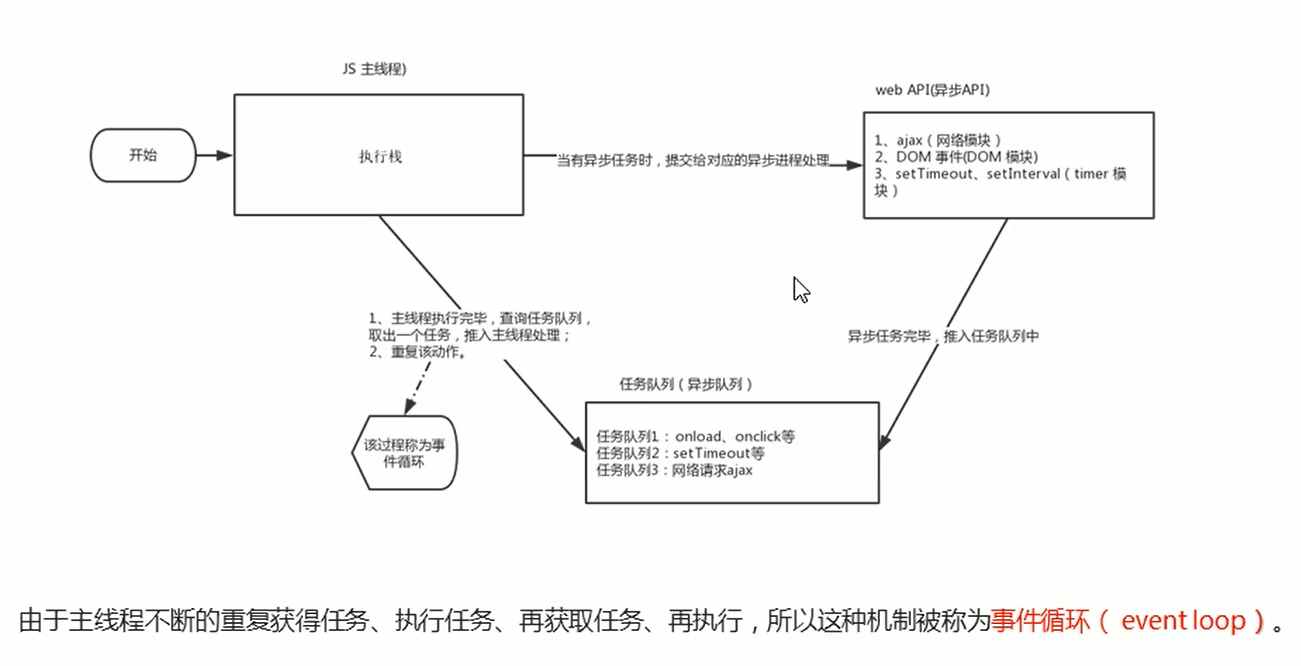 JS 主线程)
web API(异步API)
开始
执行栈
当有异步任务时，提交给对应的异步进程处理
1、ajax（网络模块）
2、DOM 事件(DOM 模块)
3、setTimeout、setInterval（timer 模
块）
1、主线程执行完毕，查询任务队列，
取出一个任务，推入主线程处理；
2、重复该动作。
异步任务完毕，推入任务队列中
任务队列（异步队列）
任务队列1： onload、onclick等
任务队列2：setTimeout等
任务队列3：网络请求ajax
该过程称为事
件循环
由于主线程不断的重复获得任务、执行任务、再获取任务、再执行，所以这种机制被称为事件循环（ event loop）。